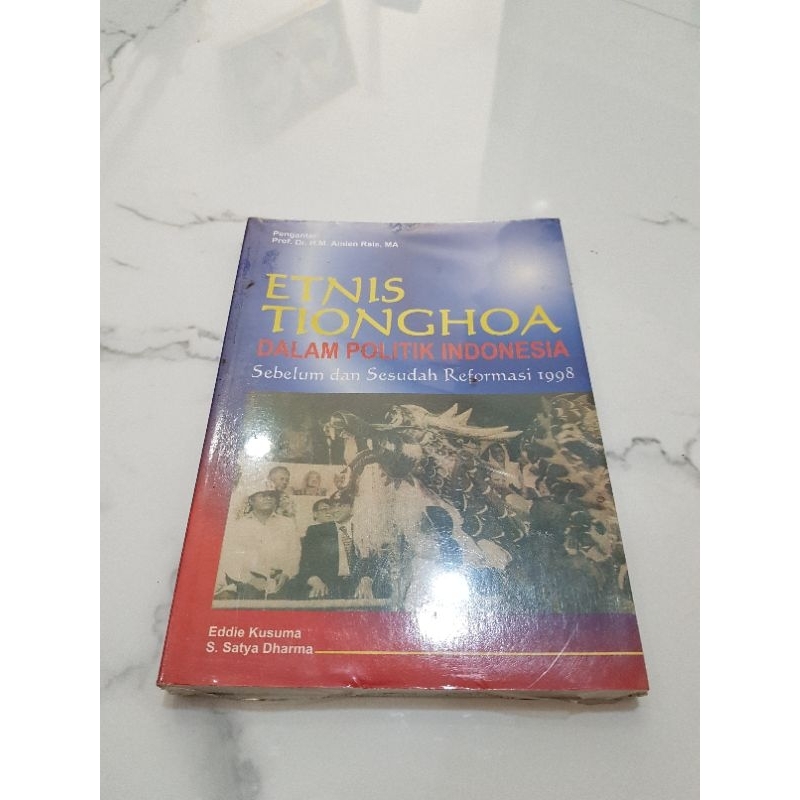 Pengantar
Prof. Dr. H.M. Amien Rais, MA
ETNIS
TIONGHOA
DALAM POLITIK INDONESIA
Sebelum dan Sesudah Reformasi 1998
Eddie Kusuma
S. Satya Dharma